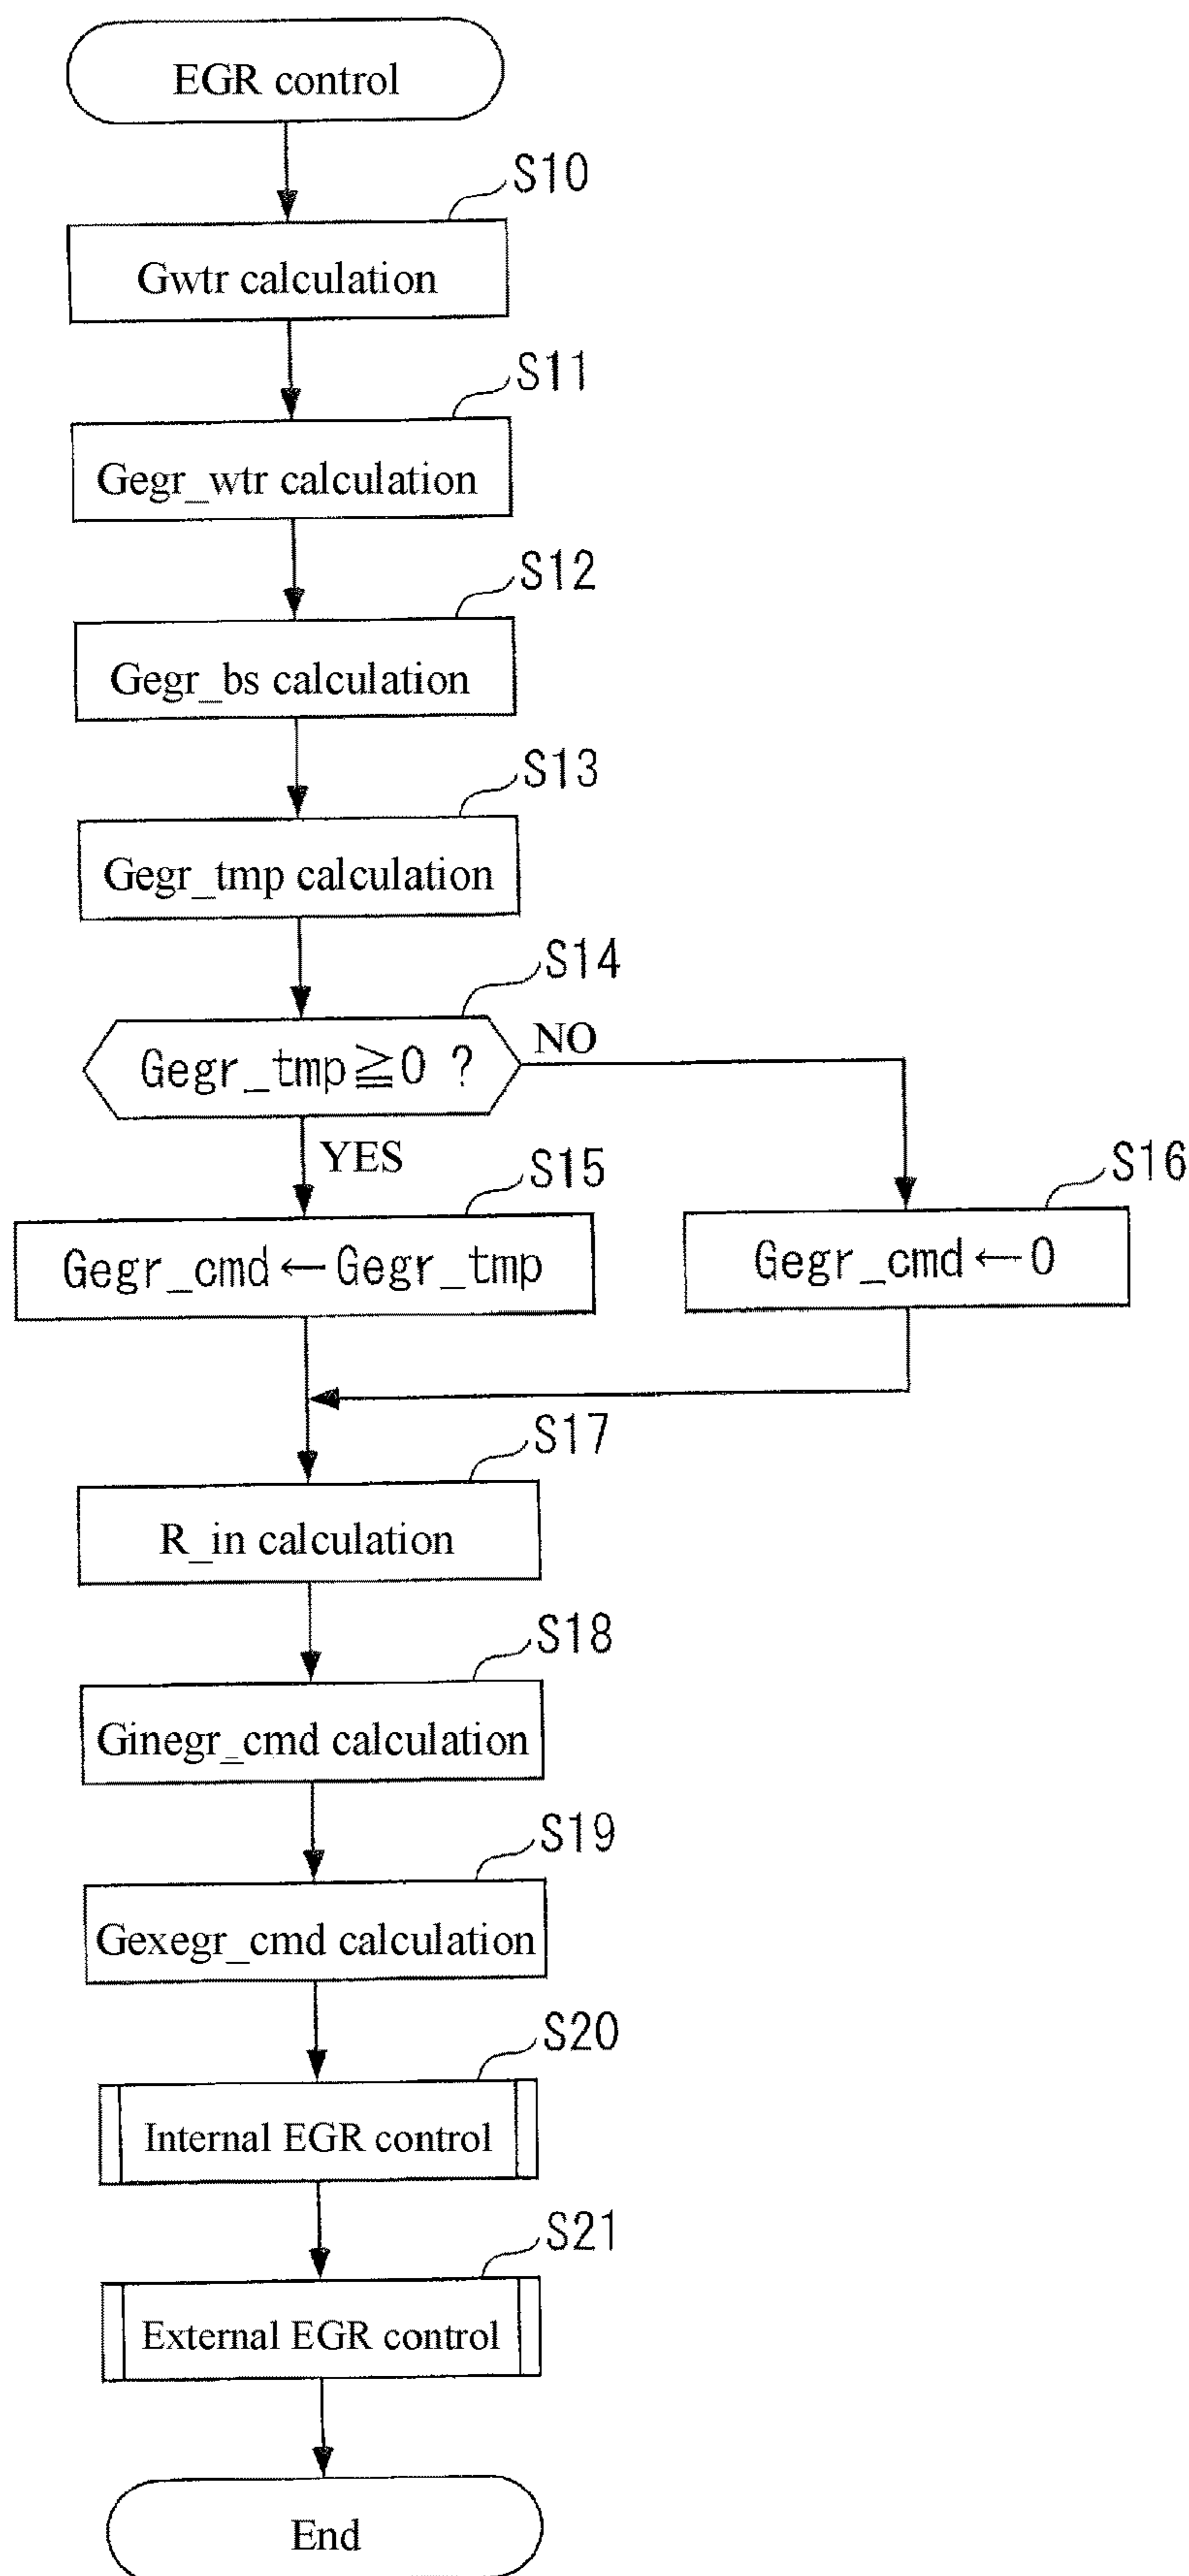 EGR control
S10
Gwtr calculation
S11
Gegr_wtr calculation
S12
Gegr_bs calculation
S13
Gegr_tmp calculation
S14
Gegr_tmp≧0 ?
NO
YES
S15
Gegr_cmd←Gegr_tmp
S16
Gegr_cmd←0
S17
R_in calculation
S18
Ginegr_cmd calculation
S19
Gexegr_cmd calculation
S20
Internal EGR control
S21
External EGR control
End